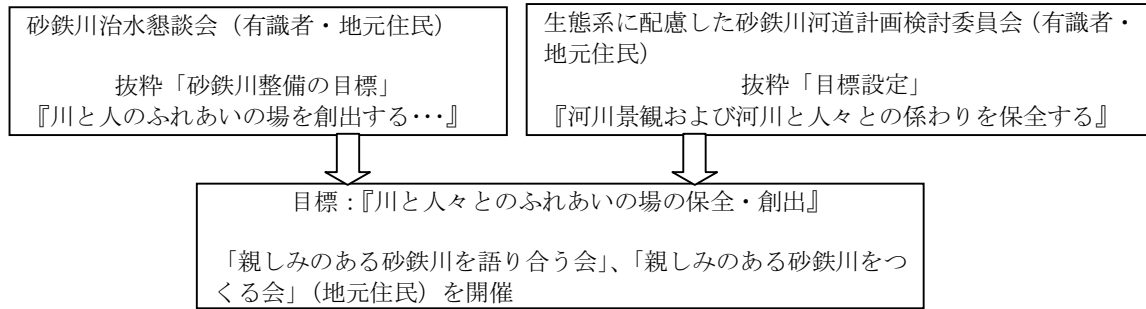 砂鉄川治水懇談会（有識者・地元住民）
抜粋「砂鉄川整備の目標」
『川と人のふれあいの場を創出する･･･』
生態系に配慮した砂鉄川河道計画検討委員会（有識者・
地元住民）
抜粋「目標設定」
『河川景観および河川と人々との係わりを保全する』
目標：『川と人々とのふれあいの場の保全・創出』
「親しみのある砂鉄川を語り合う会」、「親しみのある砂鉄川をつ
くる会」（地元住民）を開催